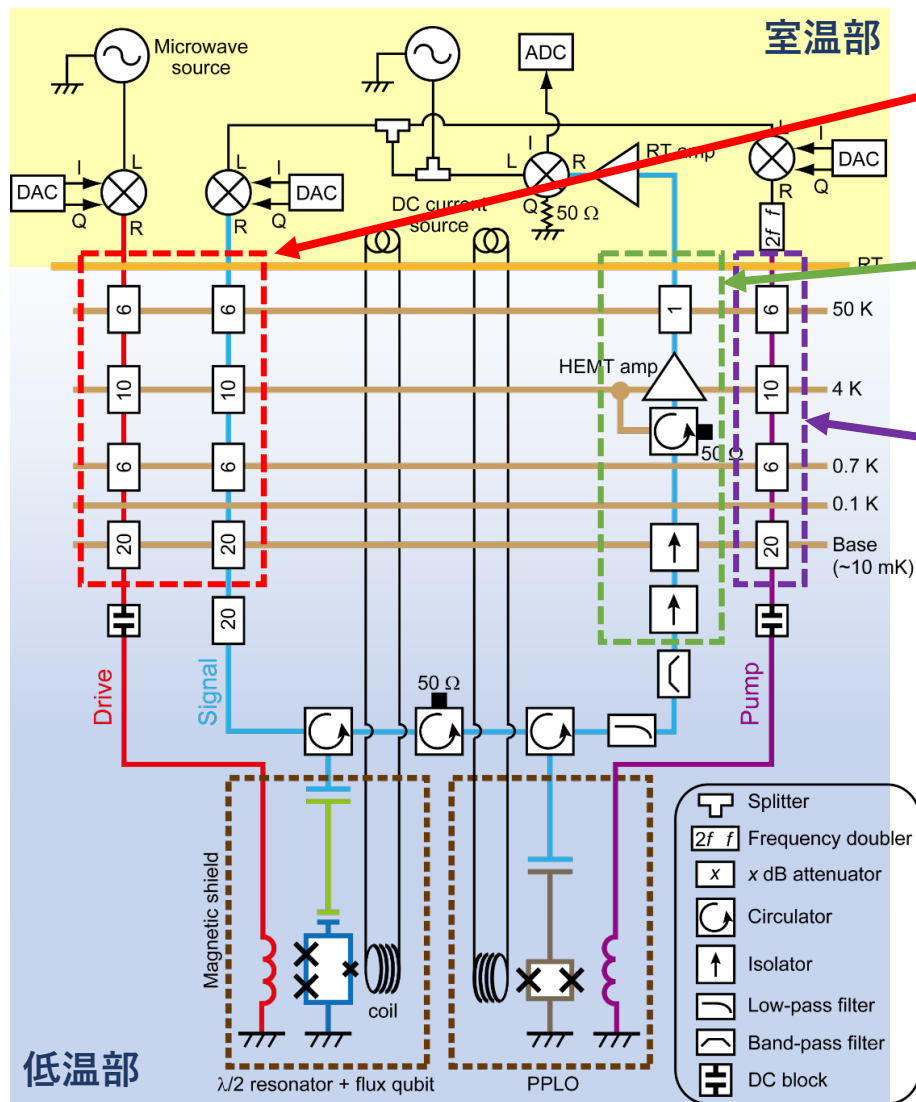 室温部
Microwave
source
ADC
L
I
L
I
R
RT amp
L
I
DAC
I
Q
R
L
R
I
Q
DAC
Q
50 Ω
R
Q
DAC
DC current
source
2f f
RT
6
6
1
6
50 K
HEMT amp
10
10
10
4 K
50 Ω
6
6
6
0.7 K
0.1 K
20
20
20
Base
(~10 mK)
20
Drive
Signal
50 Ω
Pump
Magnetic shield
coil
λ/2 resonator + flux qubit
PPLO
Splitter
2f f Frequency doubler
x x dB attenuator
Circulator
Isolator
Low-pass filter
Band-pass filter
DC block
低温部